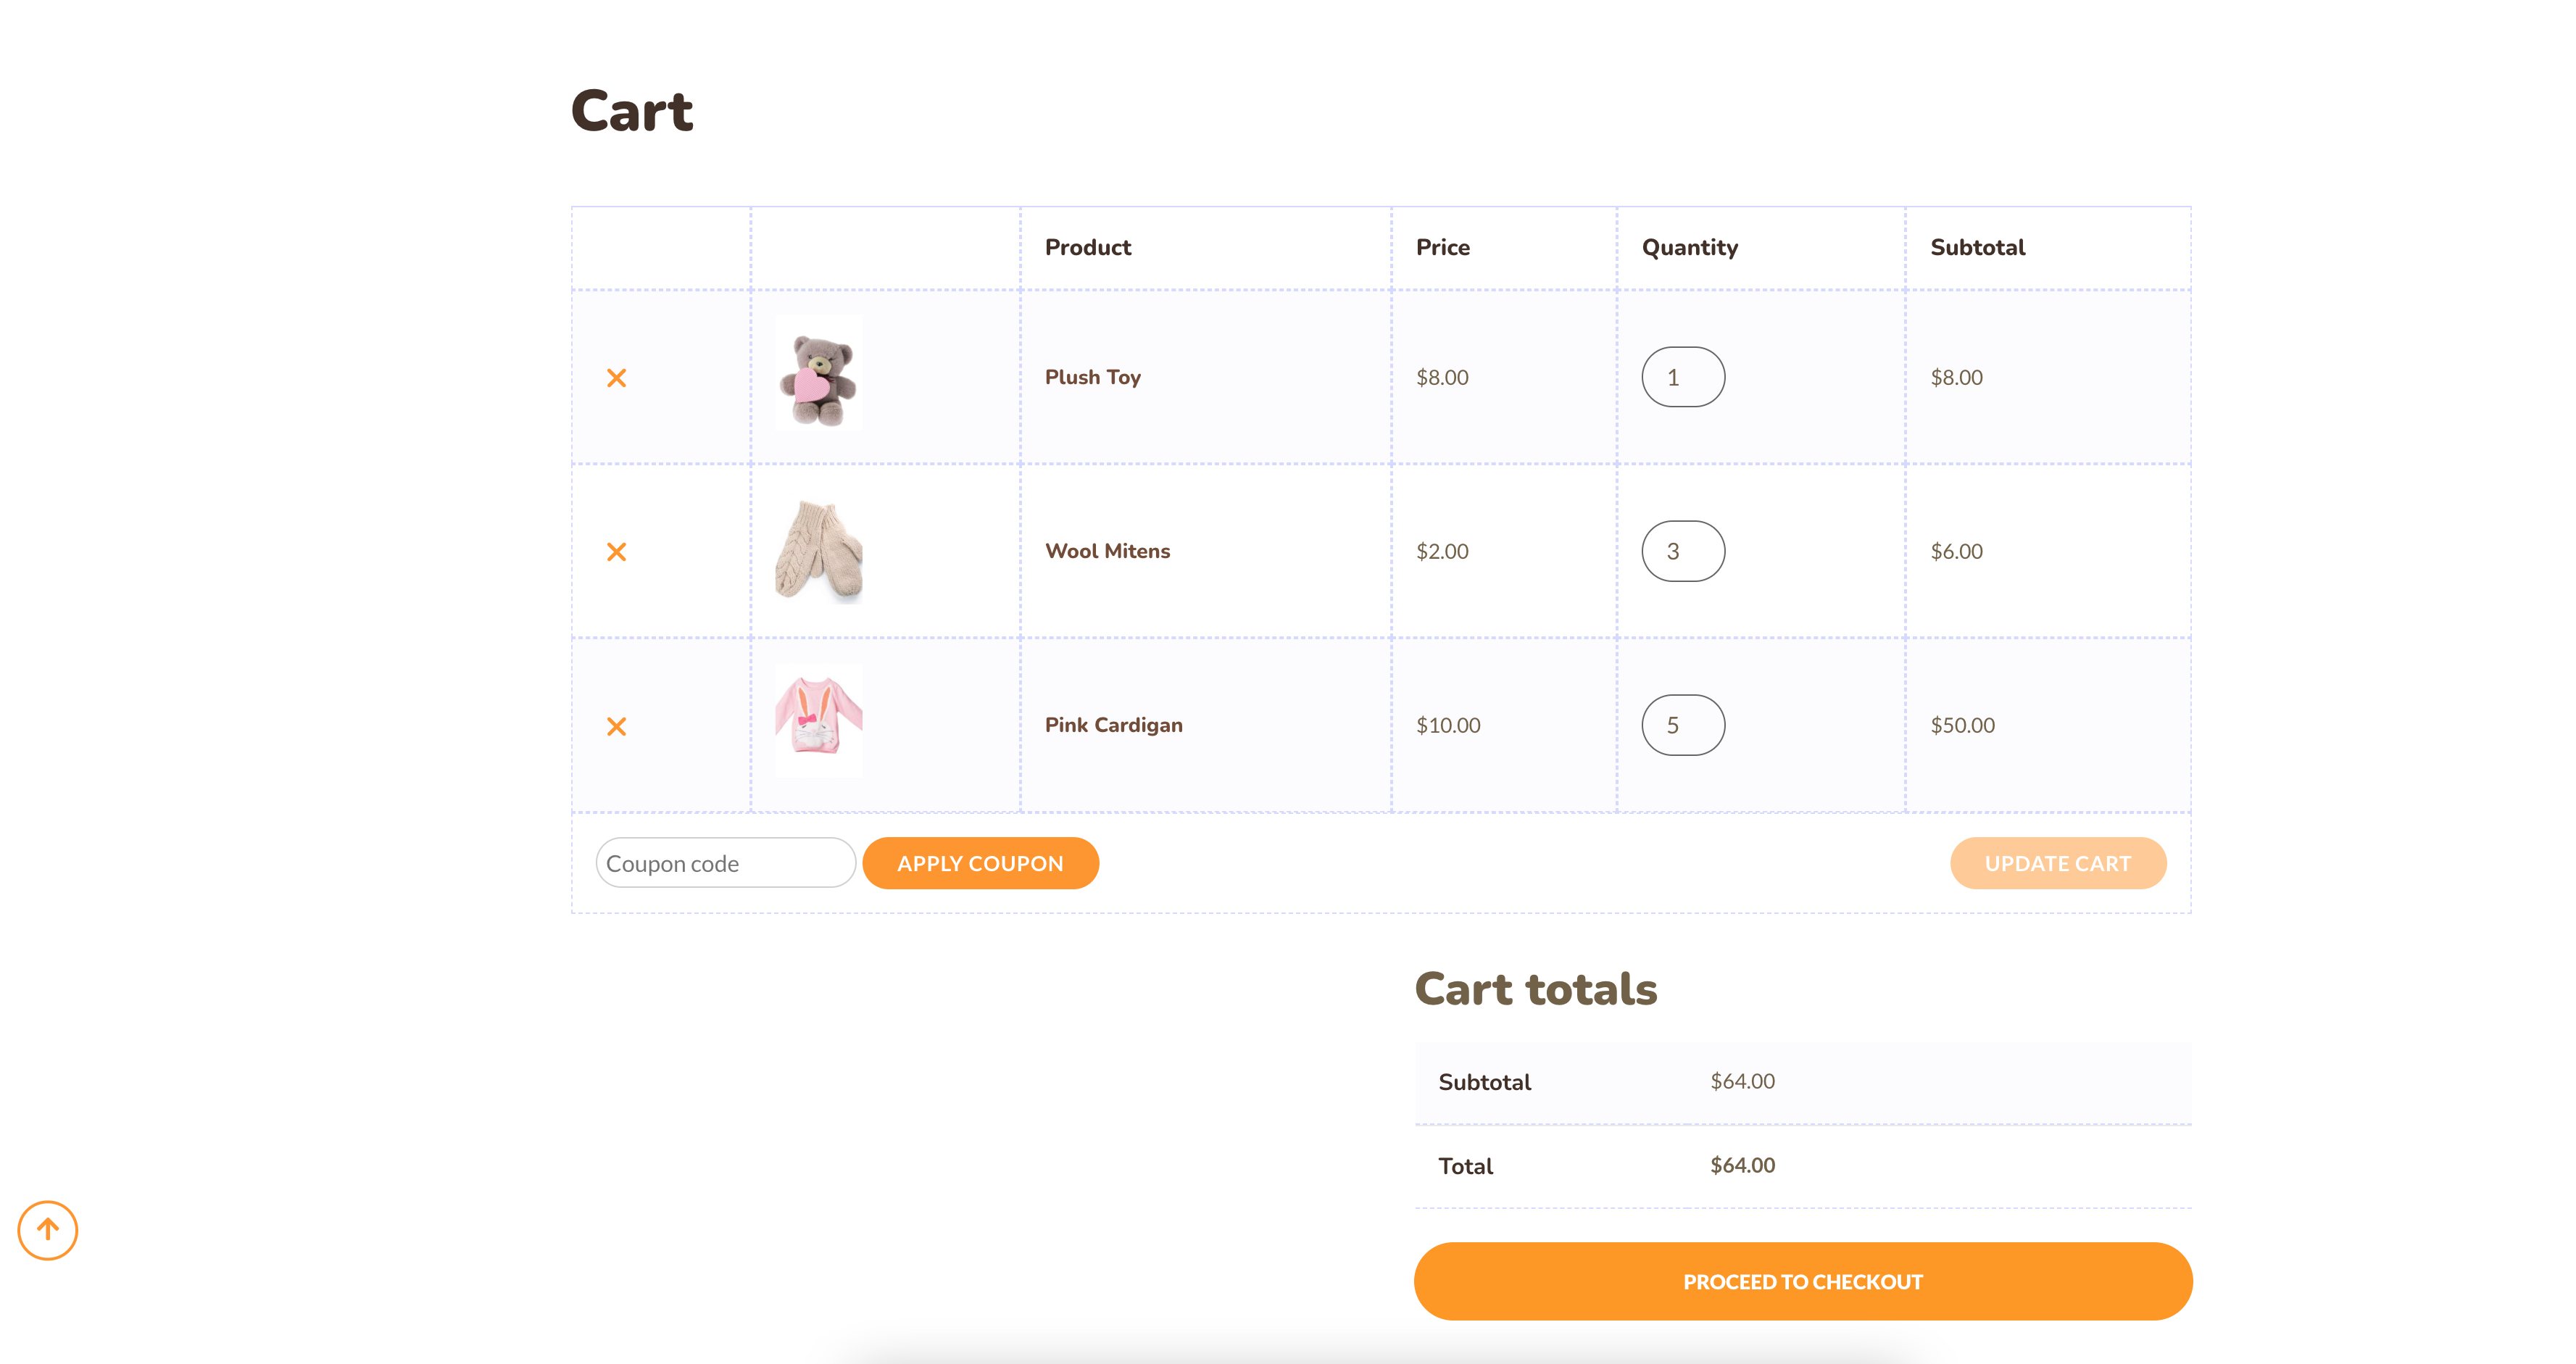 Cart
Product Price Quantity Subtotal
Plush Toy $8.00 1 $8.00
Wool Mitens $2.00 3 $6.00
Pink Cardigan $10.00 5 $50.00
Coupon code APPLY COUPON UPDATE CART
Cart totals
Subtotal $64.00
Total $64.00
PROCEED TO CHECKOUT